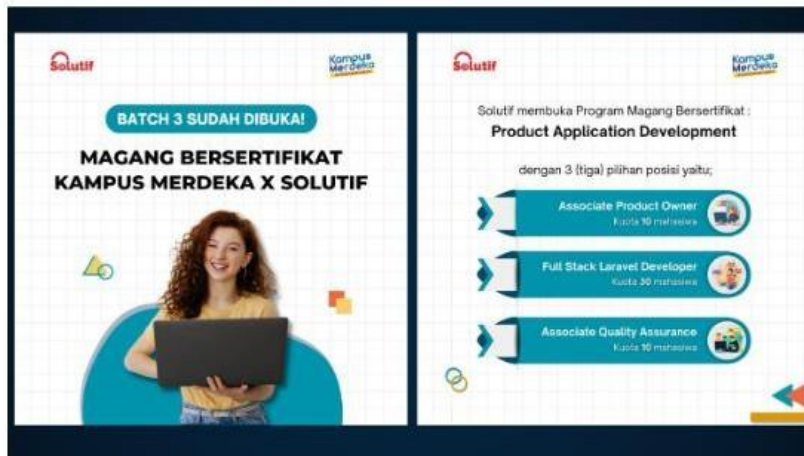 Solutif
Kampus
Merdeka
BATCH 3 SUDAH DIBUKA!
MAGANG BERSERTIFIKAT
KAMPUS MERDEKA X SOLUTIF
Solutif
Kampus
Merdeka
Solutif membuka Program Magang Bersertifikat :
Product Application Development
dengan 3 (tiga) pilihan posisi yaitu;
Associate Product Owner
Kuota 10 mahasiswa
Full Stack Laravel Developer
Kuota 30 mahasiswa
Associate Quality Assurance
Kuota 10 mahasiswa